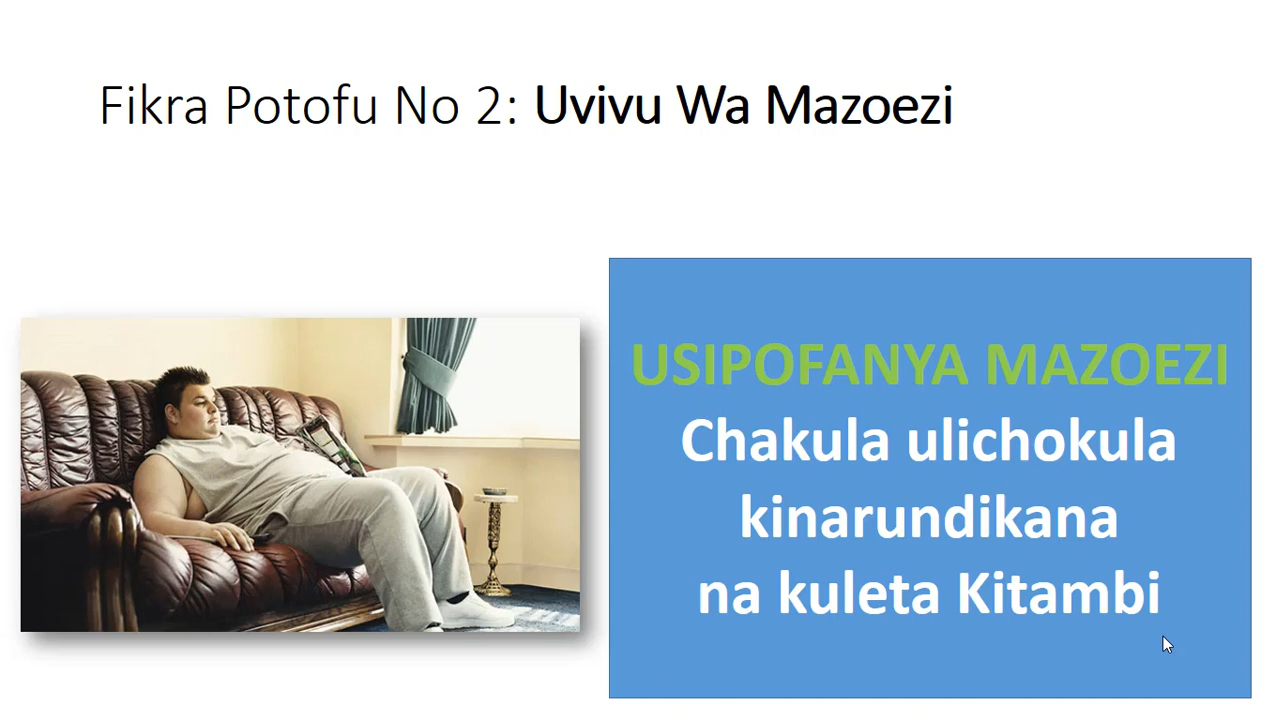 Fikra Potofu No 2: Uvivu Wa Mazoezi
USIPOFANYA MAZOEZI
Chakula ulichokula
kinarundikana
na kuleta Kitambi